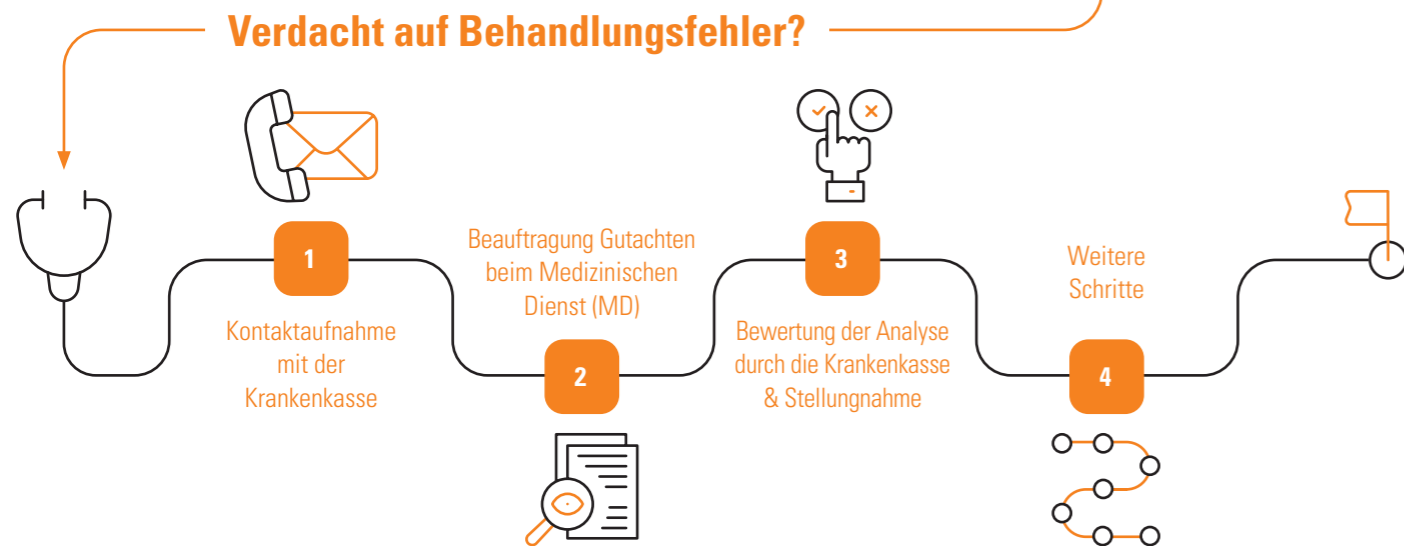 Verdacht auf Behandlungsfehler?
1
Kontaktaufnahme
mit der
Krankenkasse
Beauftragung Gutachten
beim Medizinischen
Dienst (MD)
2
3
Bewertung der Analyse
durch die Krankenkasse
& Stellungnahme
Weitere
Schritte
4